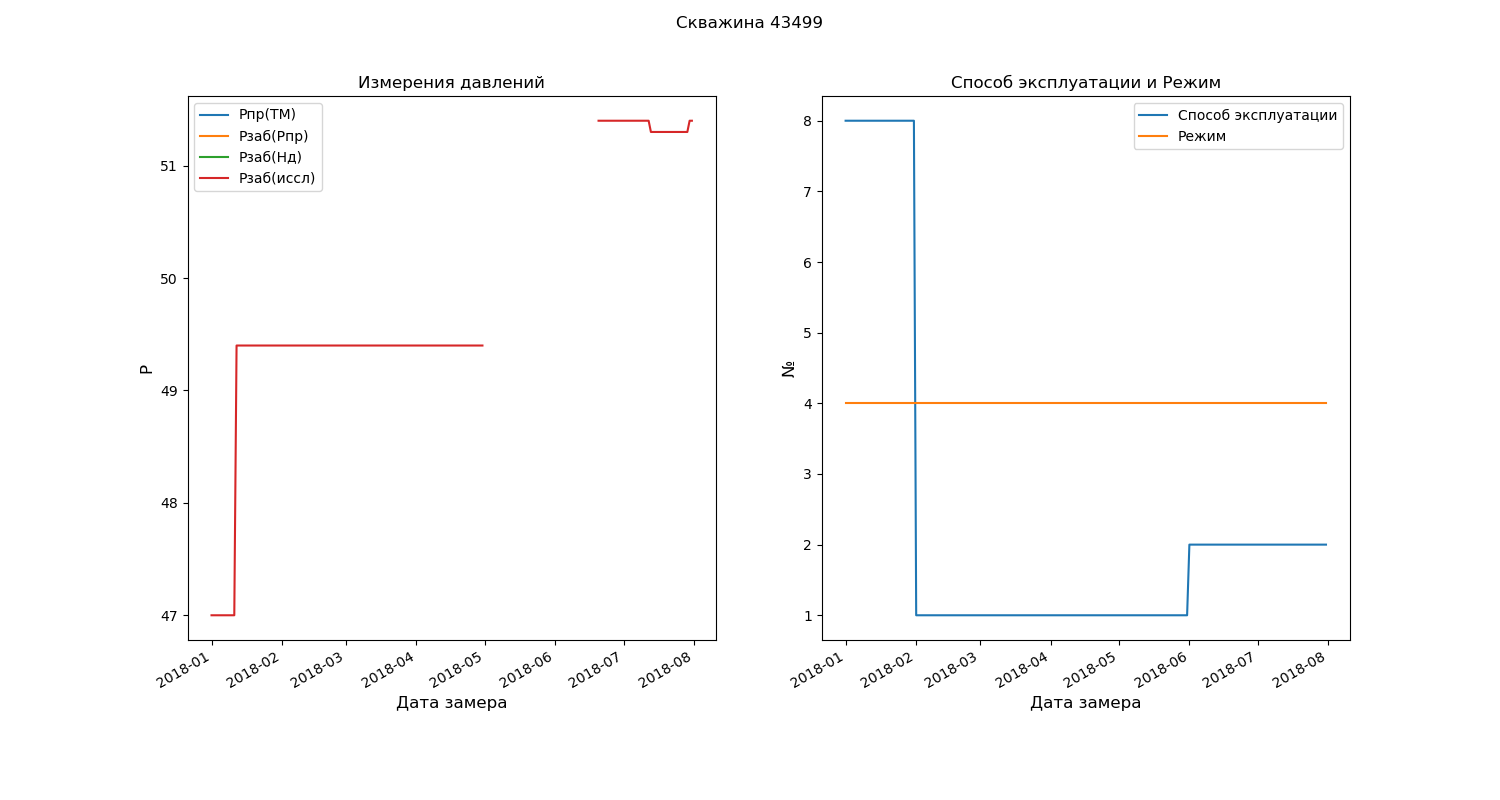 Скважина 43499
Измерения давлений
Рпр(ТМ)
Рзаб(Рпр)
Рзаб(Нд)
Рзаб(иссл)
51
50
49
48
47
Р
2018-01
2018-02
2018-03
2018-04
2018-05
2018-06
2018-07
2018-08
Дата замера
Способ эксплуатации и Режим
Способ эксплуатации
Режим
8
7
6
5
4
3
2
1
№
2018-01
2018-02
2018-03
2018-04
2018-05
2018-06
2018-07
2018-08
Дата замера